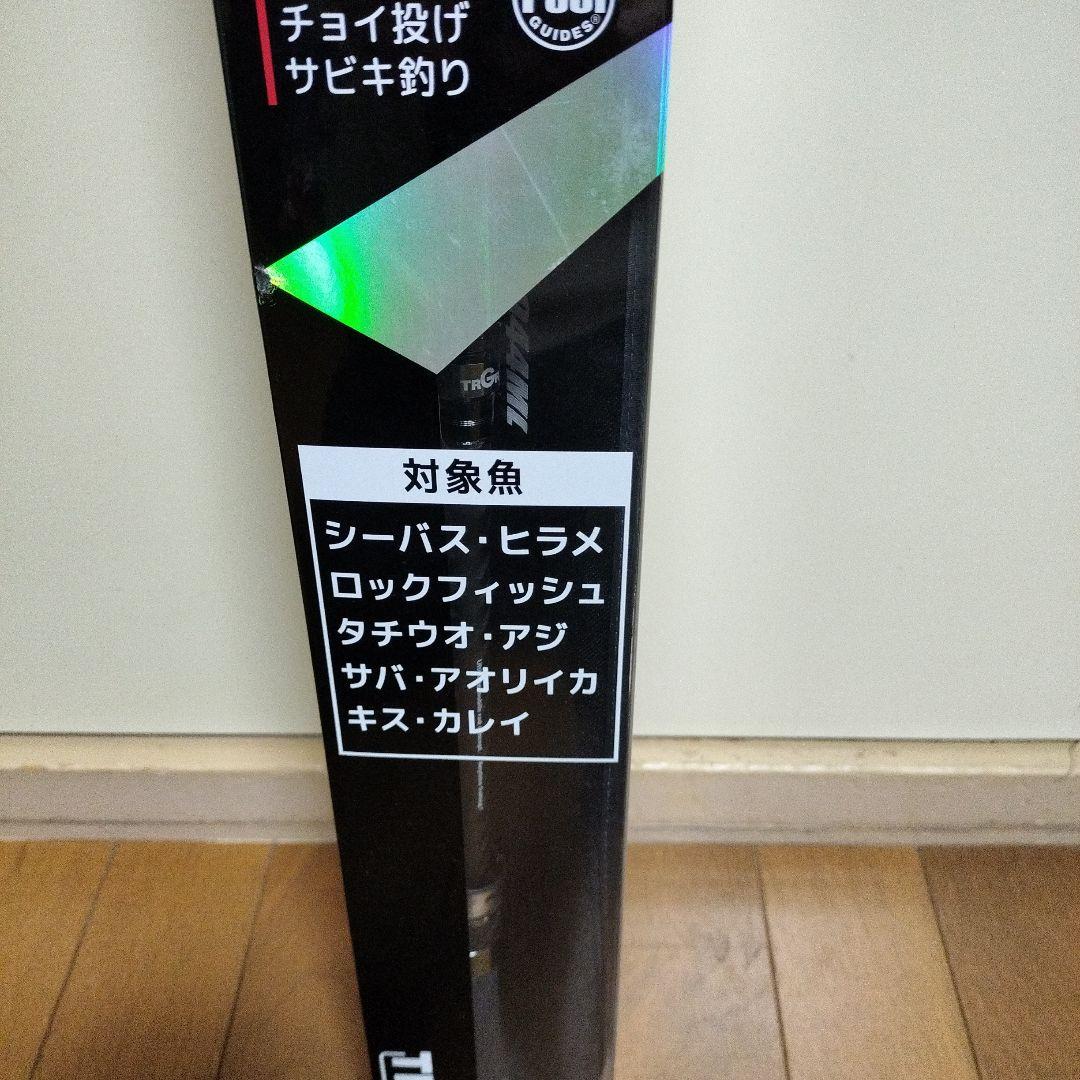 チョイ投げ
サビキ釣り
GUIDES®
TRGR
対象魚
シーバス・ヒラメ
ロックフィッシュ
タチウオ・アジ
サバ・アオリイカ
キス・カレイ